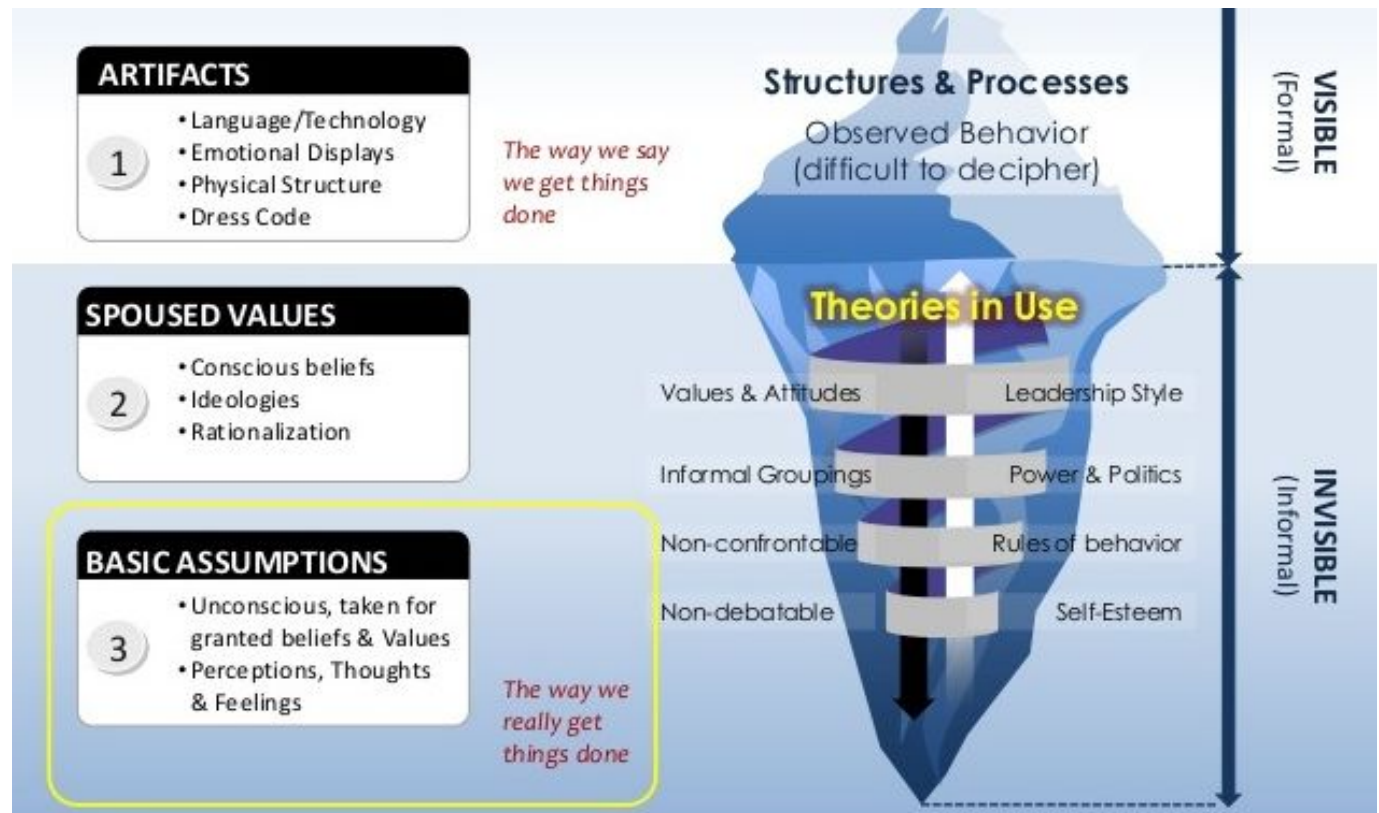 ARTIFACTS
1
• Language/Technology
• Emotional Displays
• Physical Structure
• Dress Code
The way we say
we get things
done
Structures & Processes
Observed Behavior
(difficult to decipher)
VISIBLE
(Formal)
SPOUSED VALUES
2
• Conscious beliefs
• Ideologies
• Rationalization
BASIC ASSUMPTIONS
3
• Unconscious, taken for
granted beliefs & Values
• Perceptions, Thoughts
& Feelings
The way we
really get
things done
Theories in Use
Values & Attitudes
Leadership Style
Informal Groupings
Power & Politics
Non-confrontable
Rules of behavior
Non-debatable
Self-Esteem
INVISIBLE
(Informal)